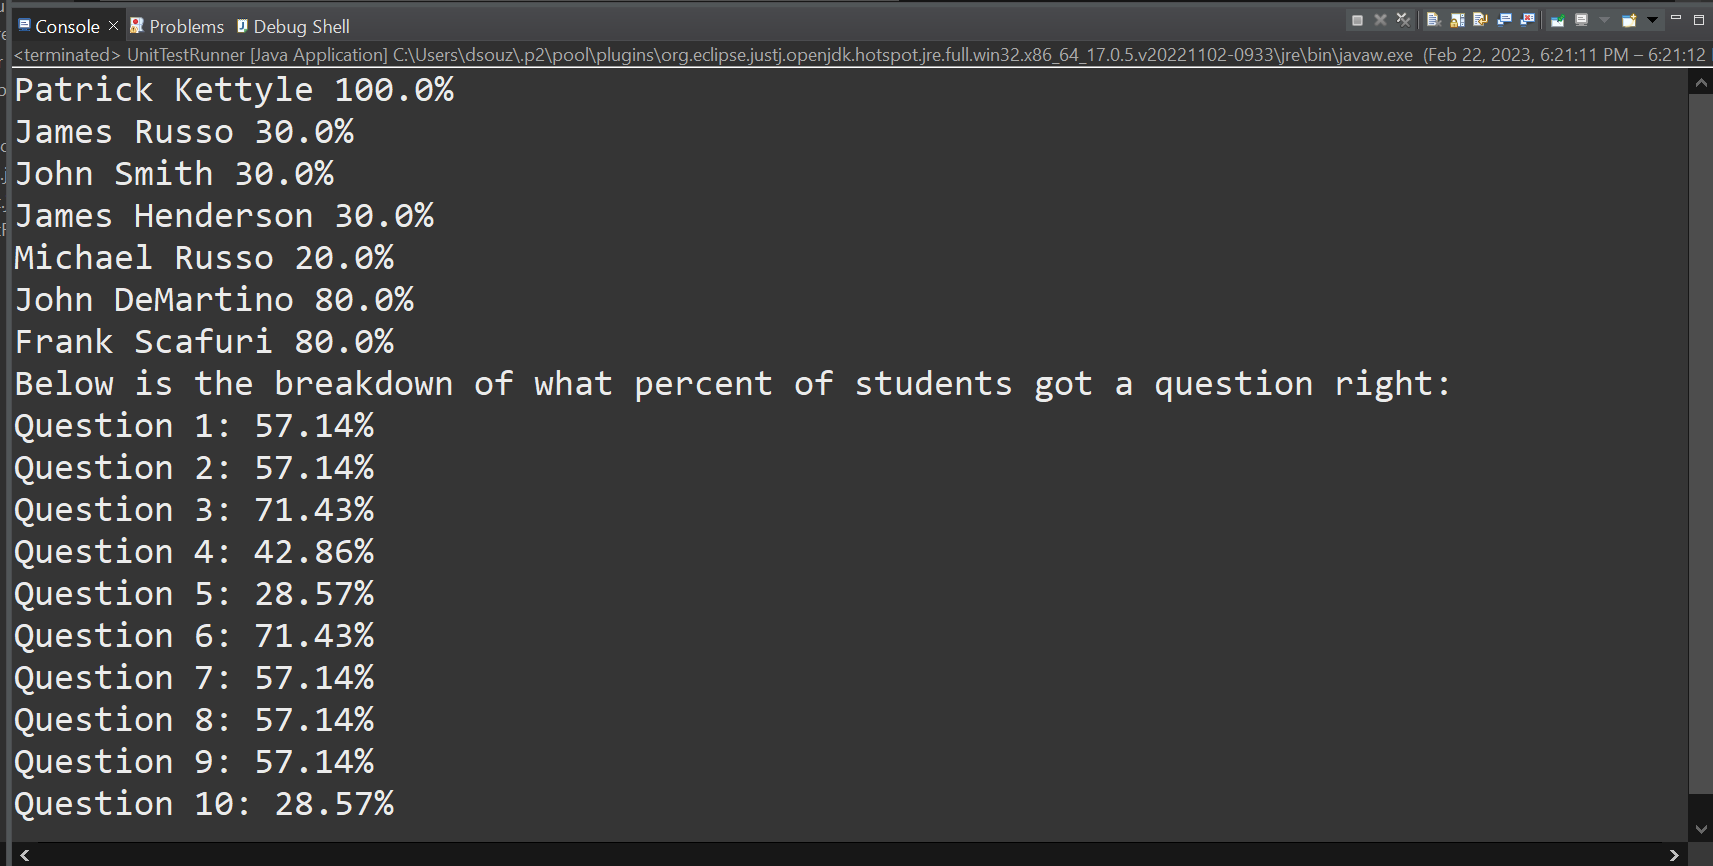 Console Problems Debug Shell
<terminated> UnitTestRunner [Java Application] C:\Users\dsouz\.p2\pool\plugins\org.eclipse.justj.openjdk.hotspot.jre.full.win32.x86_64_17.0.5.v20221102-0933\jre\bin\javaw.exe (Feb 22, 2023, 6:21:11 PM – 6:21:12
Patrick Kettyle 100.0%
James Russo 30.0%
John Smith 30.0%
James Henderson 30.0%
Michael Russo 20.0%
John DeMartino 80.0%
Frank Scafuri 80.0%
Below is the breakdown of what percent of students got a question right:
Question 1: 57.14%
Question 2: 57.14%
Question 3: 71.43%
Question 4: 42.86%
Question 5: 28.57%
Question 6: 71.43%
Question 7: 57.14%
Question 8: 57.14%
Question 9: 57.14%
Question 10: 28.57%